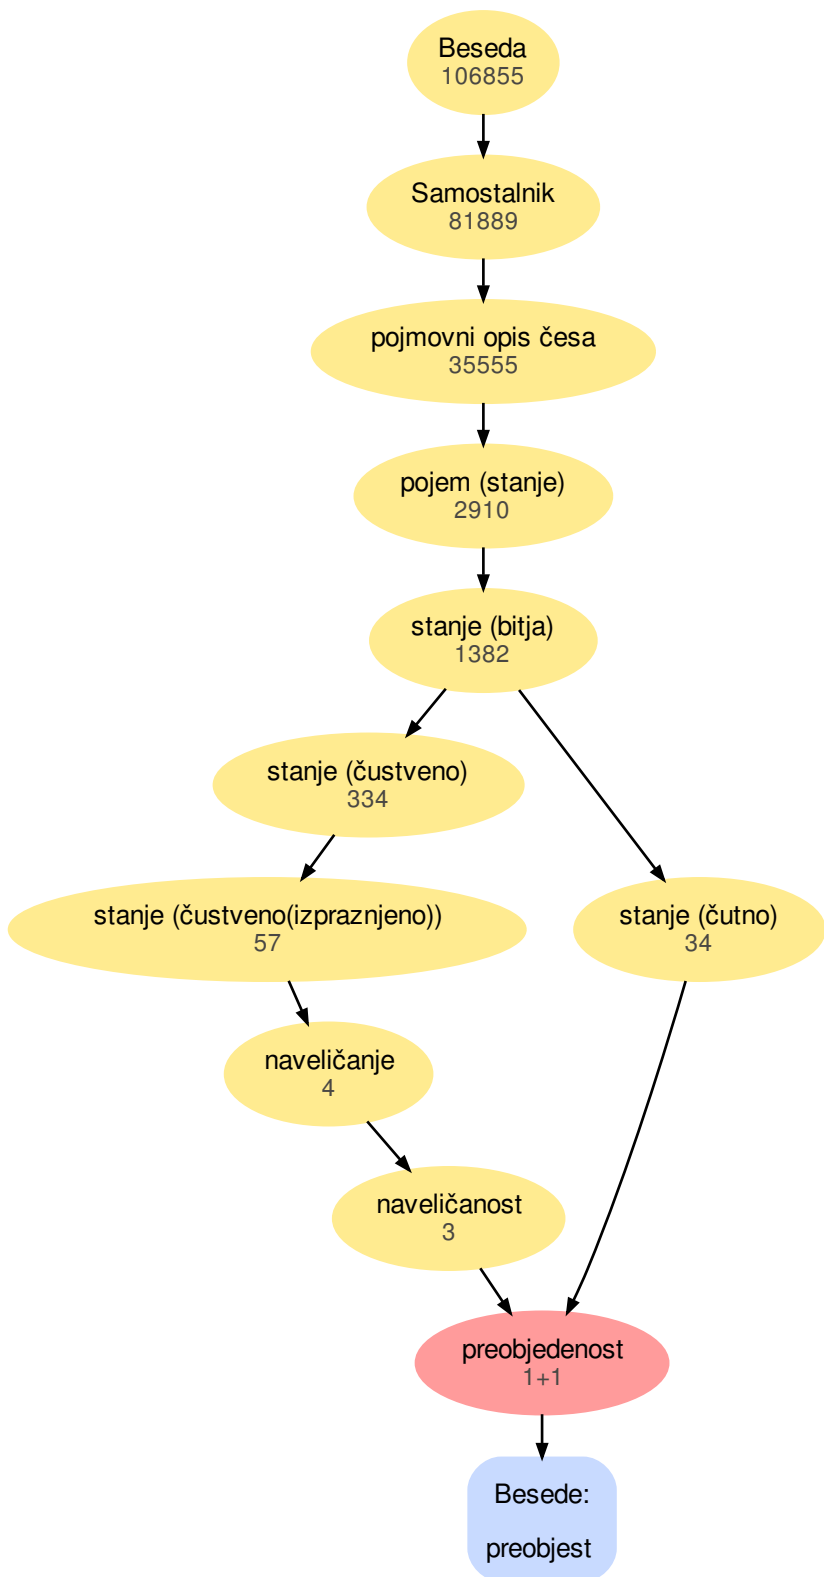 Beseda
106855
Samostalnik
81889
pojmovni opis česa
35555
pojem (stanje)
2910
stanje (bitja)
1382
stanje (čustveno)
334
stanje (čustveno(izpraznjeno))
57
stanje (čutno)
34
naveličanje
4
naveličanost
3
preobjedenost
1+1
Besede:
preobjest